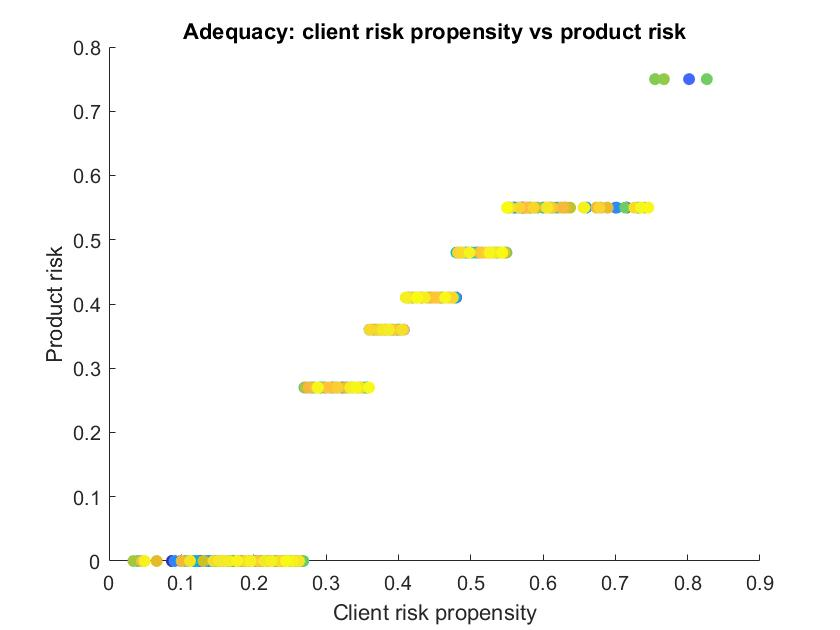 Adequacy: client risk propensity vs product risk
0.8
0.7
0.6
0.5
0.4
0.3
0.2
0.1
0
Product risk
0 0.1 0.2 0.3 0.4 0.5 0.6 0.7 0.8 0.9
Client risk propensity